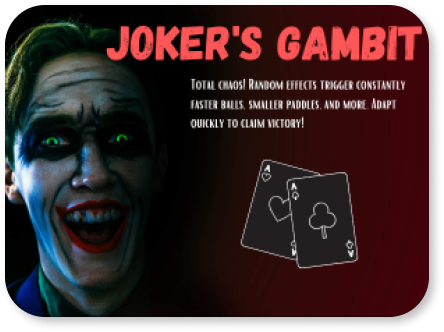 JOKER'S GAMBIT
Total chaos! Random effects trigger constantly
faster balls, smaller paddles, and more. Adapt
quickly to claim victory!
A
A
A
A